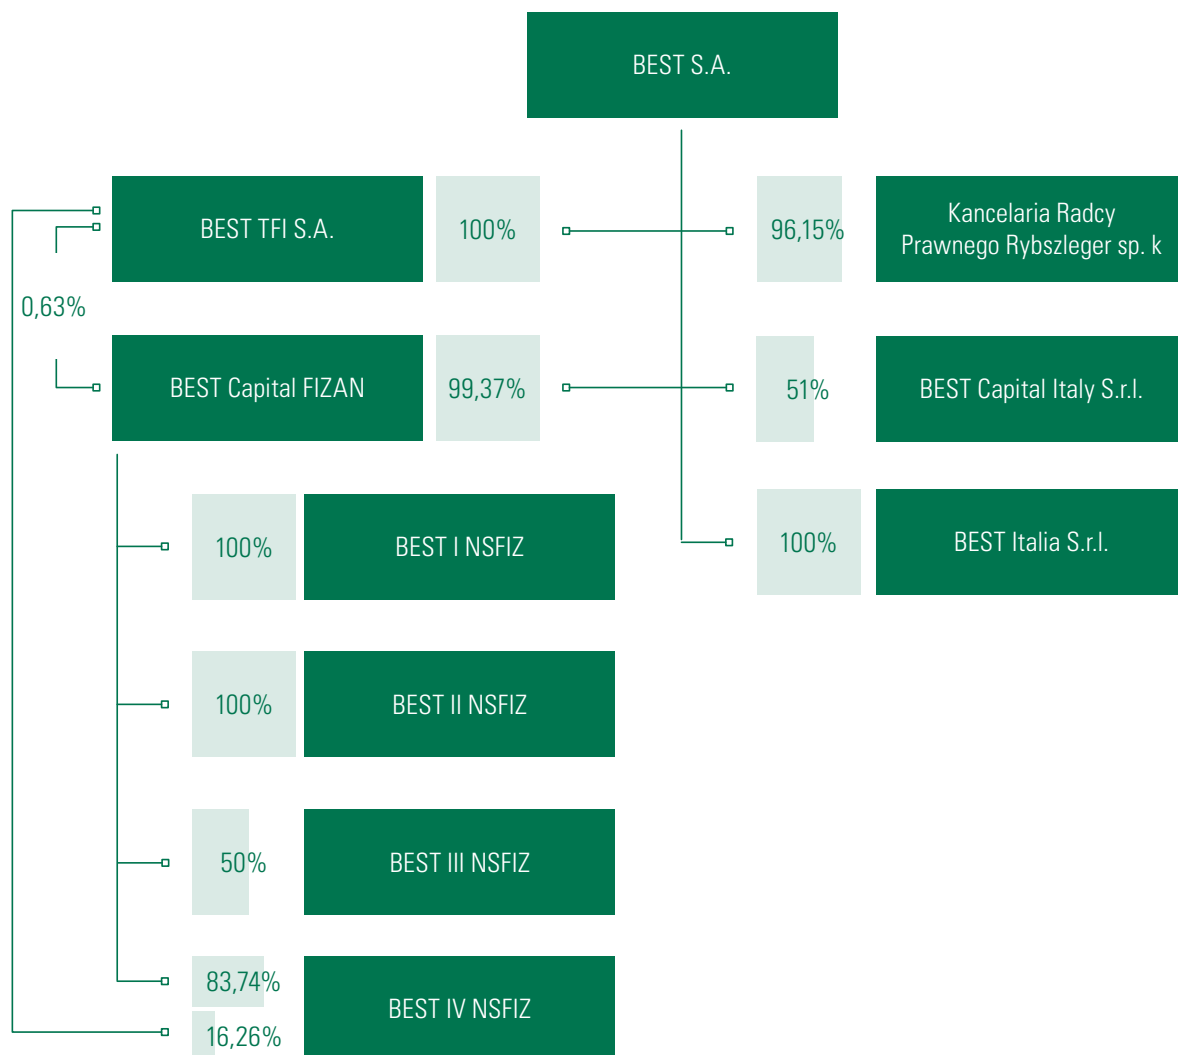 BEST S.A.
BEST TFI S.A.
100%
96,15%
Kancelaria Radcy
Prawnego Rybszleger sp. k
0,63%
BEST Capital FIZAN
99,37%
51%
BEST Capital Italy S.r.l.
100%
BEST I NSFIZ
100%
BEST Italia S.r.l.
100%
BEST II NSFIZ
50%
BEST III NSFIZ
83,74%
BEST IV NSFIZ
16,26%